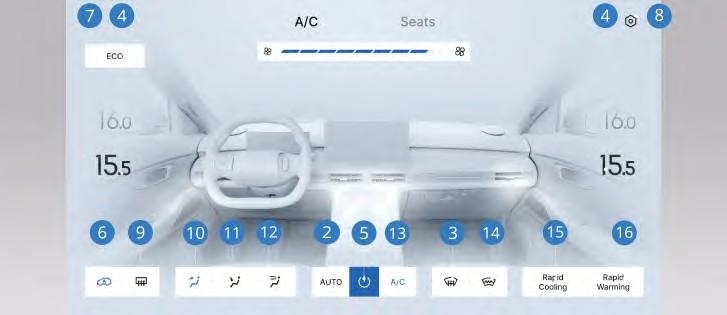 7 4 4 8
A/C Seats
ECO
16.0 16.0
15.5 15.5
6 9 10 11 12 2 5 13 3 14 15 16
AUTO A/C Rapid Rapid
Cooling Warming